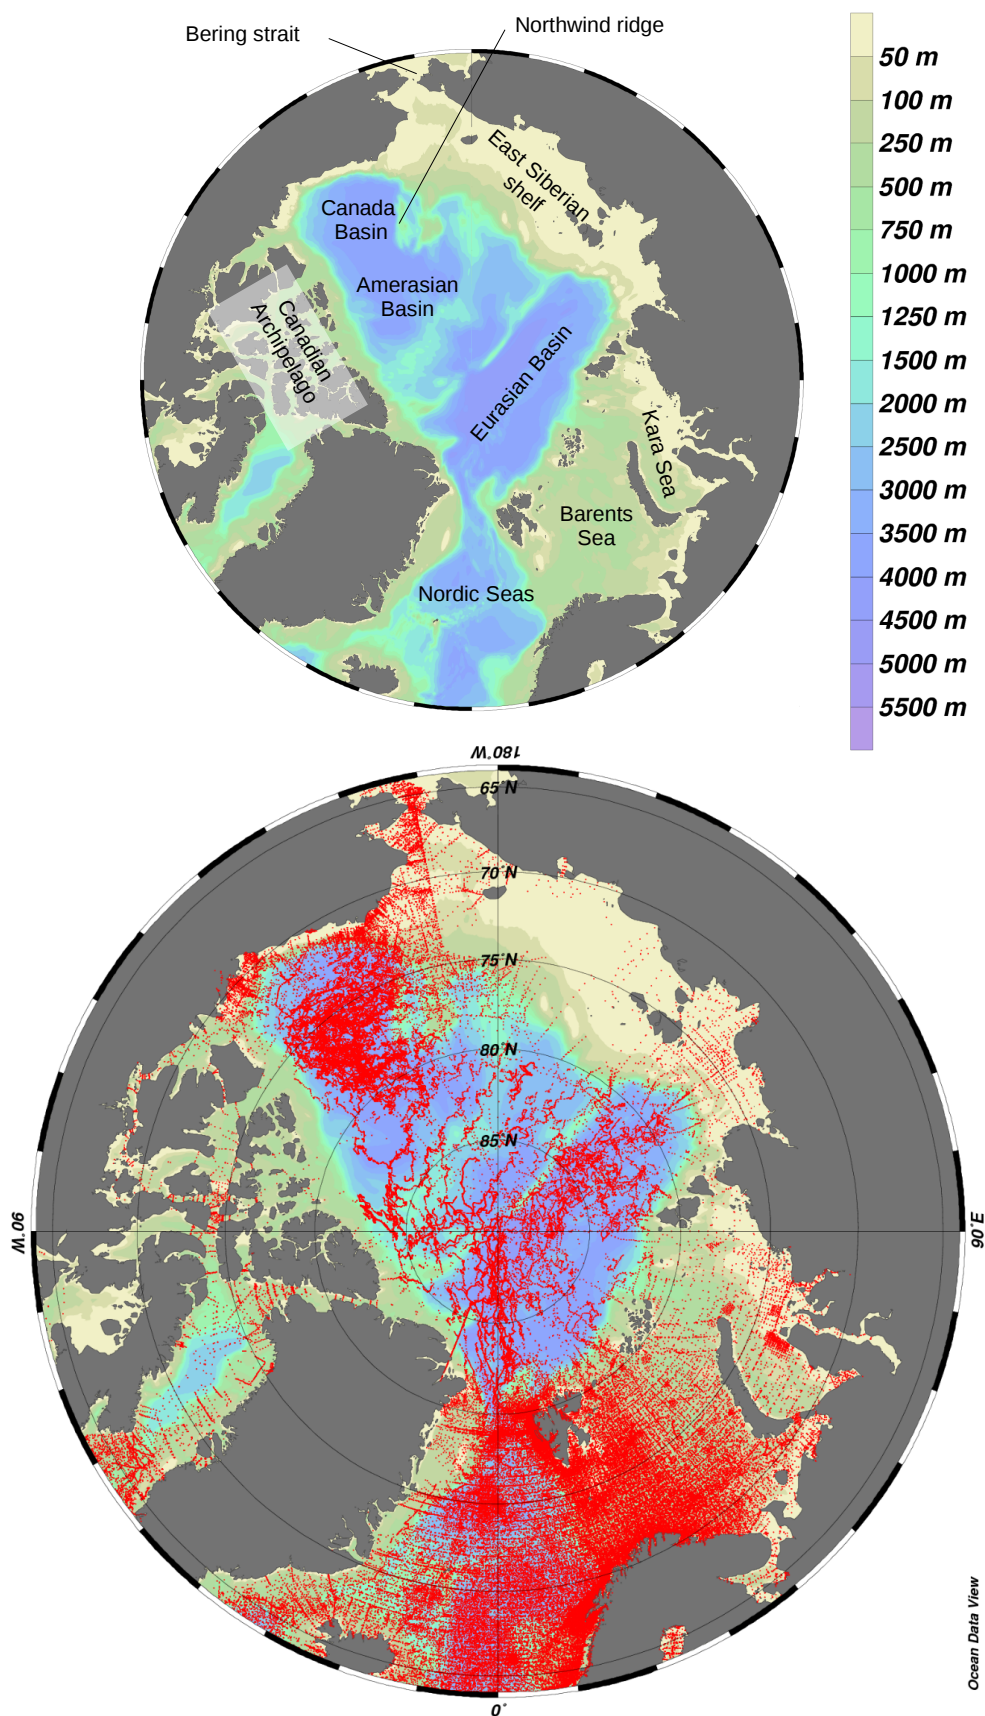 Northwind ridge
Bering strait
East Siberian
shelf
Canada
Basin
Amerasian
Basin
Canadian
Archipelago
Eurasian Basin
Kara Sea
Barents
Sea
Nordic Seas
50 m
100 m
250 m
500 m
750 m
1000 m
1250 m
1500 m
2000 m
2500 m
3000 m
3500 m
4000 m
4500 m
5000 m
5500 m
180˚W
65˚N
70˚N
75˚N
80˚N
85˚N
90˚W
90˚E
0˚
Ocean Data View